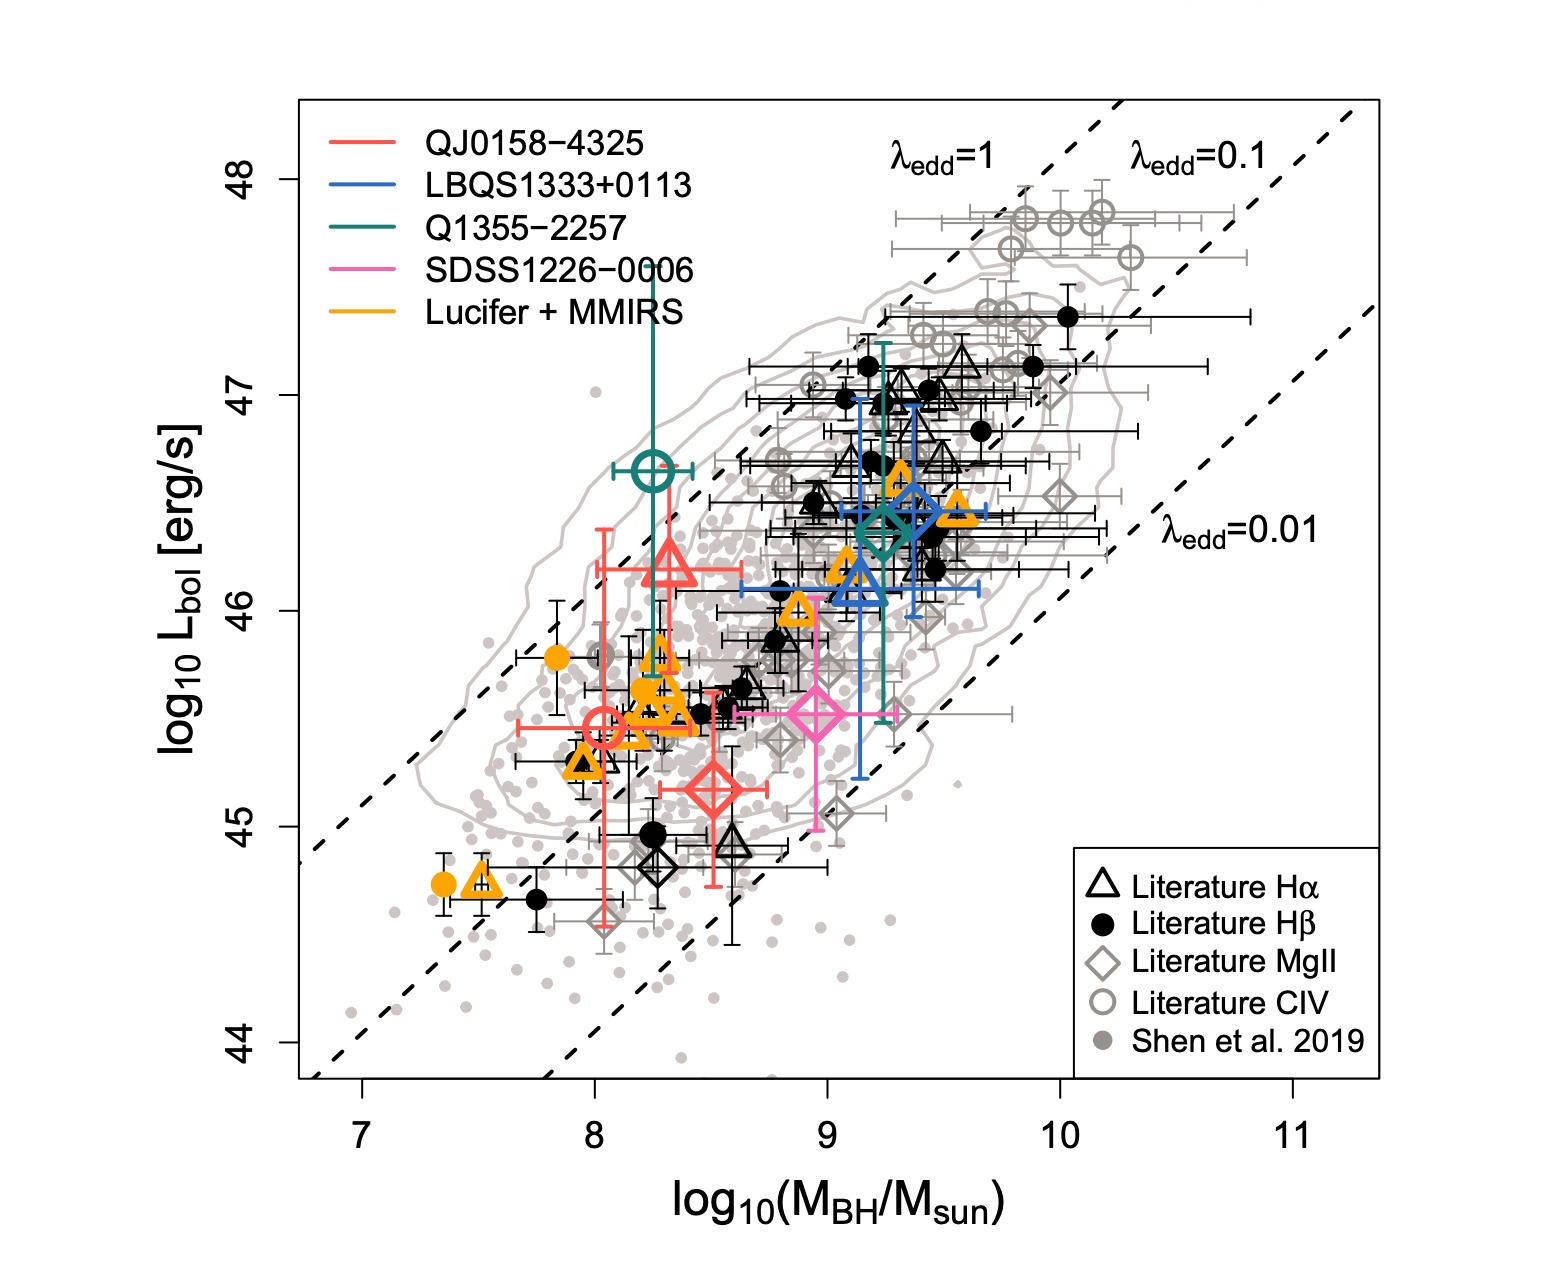 QJ0158−4325
LBQS1333+0113
Q1355−2257
SDSS1226−0006
Lucifer + MMIRS
λedd=1
λedd=0.1
λedd=0.01
48
47
46
45
44
log10 Lbol [erg/s]
Literature Hα
Literature Hβ
Literature MgII
Literature CIV
Shen et al. 2019
7 8 9 10 11
log10(MBH/Msun)